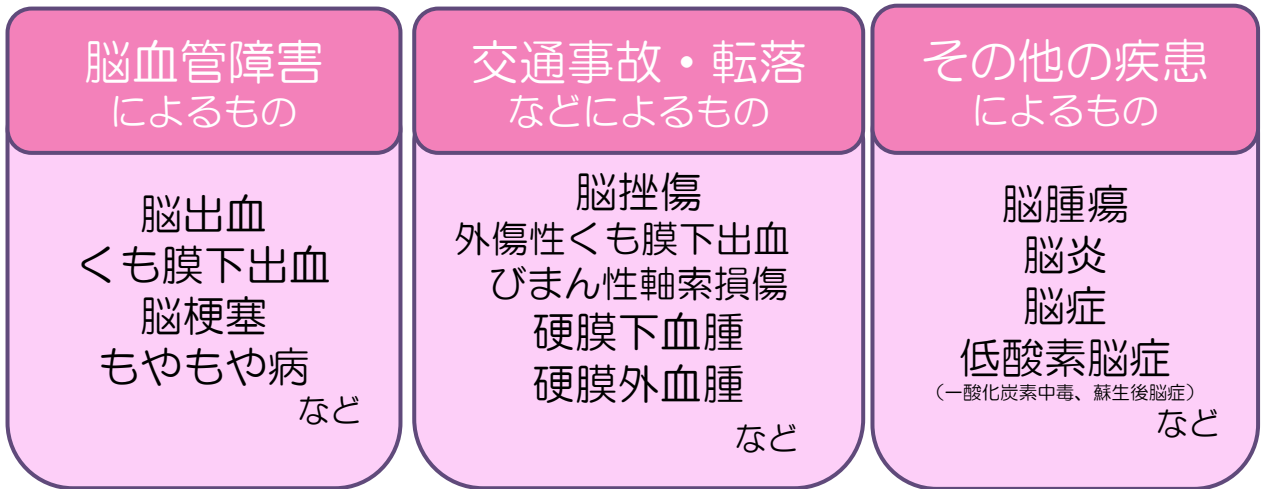 脳血管障害
によるもの
脳出血
くも膜下出血
脳梗塞
もやもや病
など
交通事故・転落
などによるもの
脳挫傷
外傷性くも膜下出血
びまん性軸索損傷
硬膜下血腫
硬膜外血腫
など
その他の疾患
によるもの
脳腫瘍
脳炎
脳症
低酸素脳症
（一酸化炭素中毒、蘇生後脳症）
など